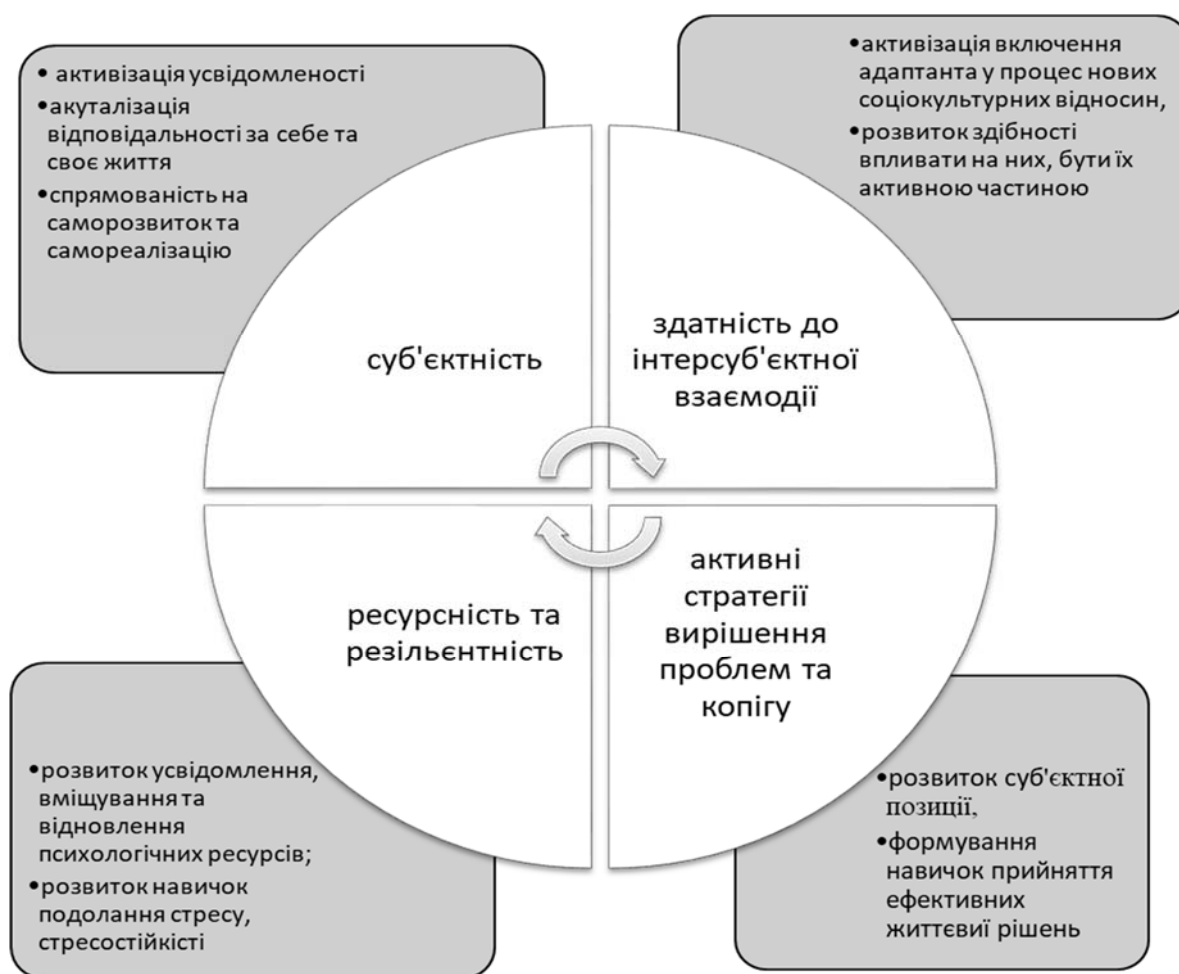 • активізація усвідомленості
•акуталізація
відповідальності за себе та
своє життя
•спрямованість на
саморозвиток та
самореалізацію
•активізація включення
адаптанта у процес нових
соціокультурних відносин,
•розвиток здібності
впливати на них, бути їх
активною частиною
суб'єктність
здатність до
інтерсуб'єктної
взаємодії
ресурсність та
резільєнтність
активні
стратегії
вирішення
проблем та
копігу
•розвиток усвідомлення,
вміщування та
відновлення
психологічних ресурсів;
•розвиток навичок
подолання стресу,
стресостійкісті
•розвиток суб'єктної
позиції,
•формування
навичок прийняття
ефективних
життєвиї рішень